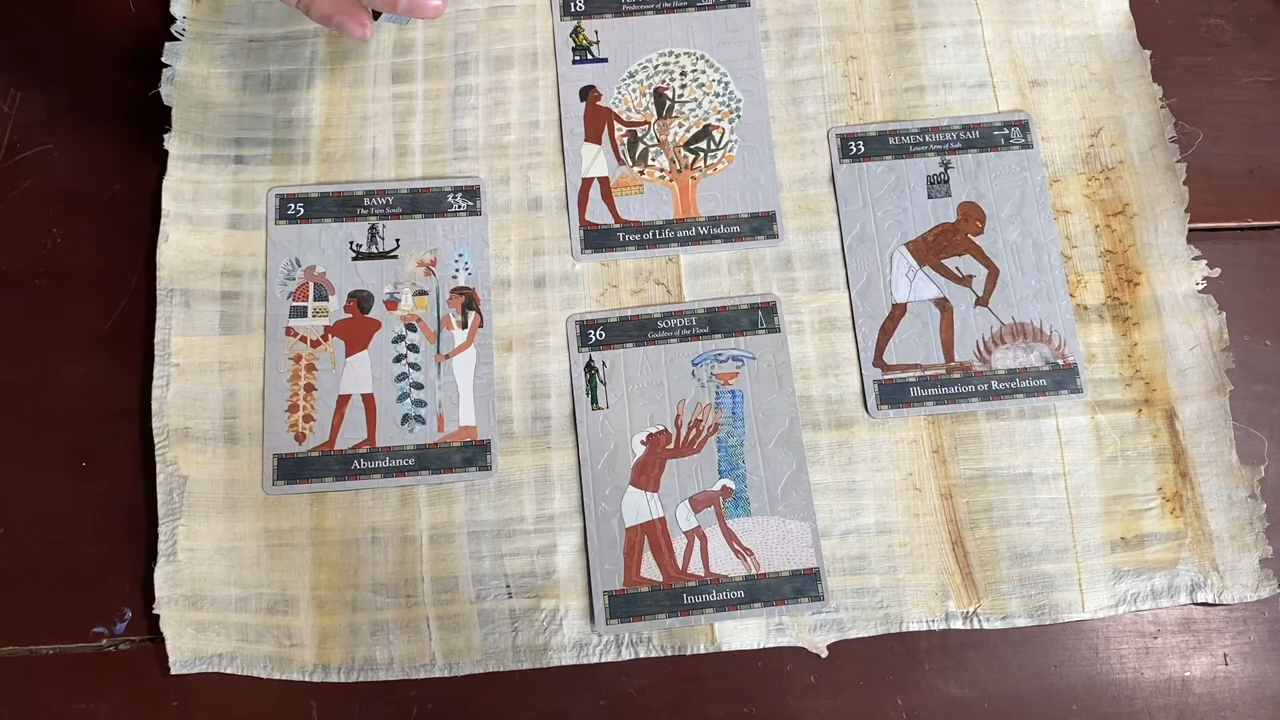 18
Predecessor of the Hoen
Tree of Life and Wisdom
25
BAWY
The Two Souls
Abundance
33
REMEN KHERY SAH
Lower Arm of Sah
Illumination or Revelation
36
SOPDET
Goddess of the Flood
Inundation